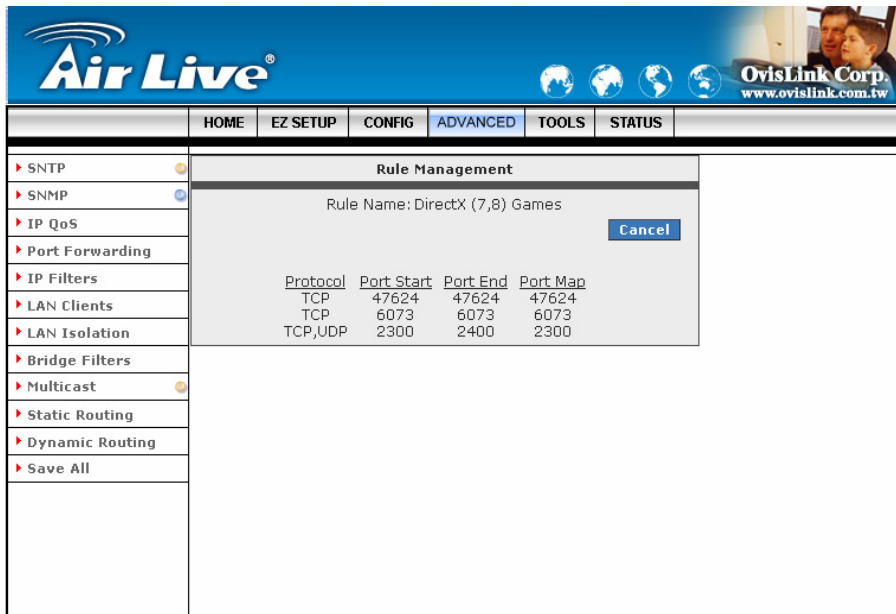 Air Live®
OvisLink Corp.
www.ovislink.com.tw
HOME EZ SETUP CONFIG ADVANCED TOOLS STATUS
SNTP
SNMP
IP QoS
Port Forwarding
IP Filters
LAN Clients
LAN Isolation
Bridge Filters
Multicast
Static Routing
Dynamic Routing
Save All
Rule Management
Rule Name: DirectX (7,8) Games
Cancel
Protocol Port Start Port End Port Map
TCP 47624 47624 47624
TCP 6073 6073 6073
TCP,UDP 2300 2400 2300